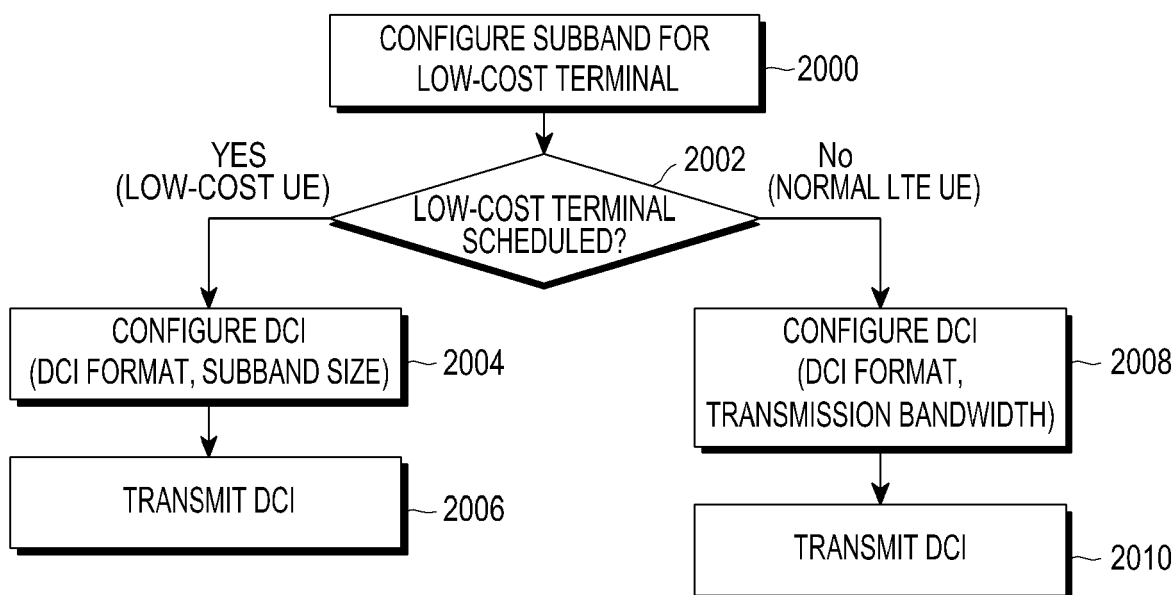 CONFIGURE SUBBAND FOR
LOW-COST TERMINAL
2000
YES
(LOW-COST UE)
2002
No
(NORMAL LTE UE)
LOW-COST TERMINAL
SCHEDULED?
CONFIGURE DCI
(DCI FORMAT, SUBBAND SIZE)
2004
TRANSMIT DCI
2006
CONFIGURE DCI
(DCI FORMAT,
TRANSMISSION BANDWIDTH)
2008
TRANSMIT DCI
2010